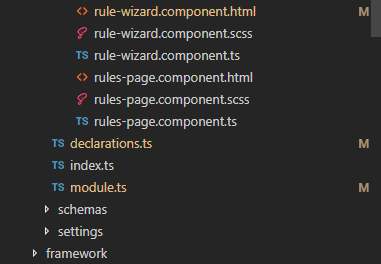 <> rule-wizard.component.html M
rule-wizard.component.scss
TS rule-wizard.component.ts
<> rules-page.component.html
rules-page.component.scss
TS rules-page.component.ts
TS declarations.ts M
TS index.ts
TS module.ts M
schemas
settings
framework